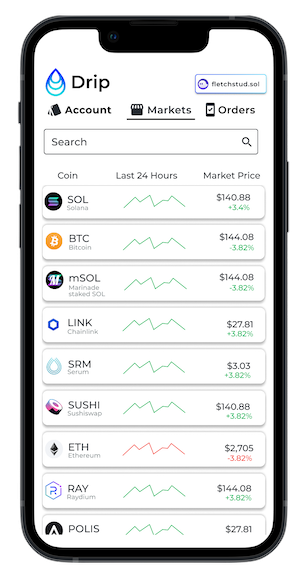 Drip
fletchstud.sol
Account Markets Orders
Search
Coin Last 24 Hours Market Price
SOL $140.88
Solana +3.4%
BTC $144.08
Bitcoin -3.82%
mSOL $144.08
Marinade -3.82%
staked SOL
LINK $27.81
Chainlink +3.82%
SRM $3.03
Serum +3.82%
SUSHI $140.88
Sushiswap +3.82%
ETH $2,705
Ethereum -3.82%
RAY $144.08
Raydium +3.82%
POLIS $27.81